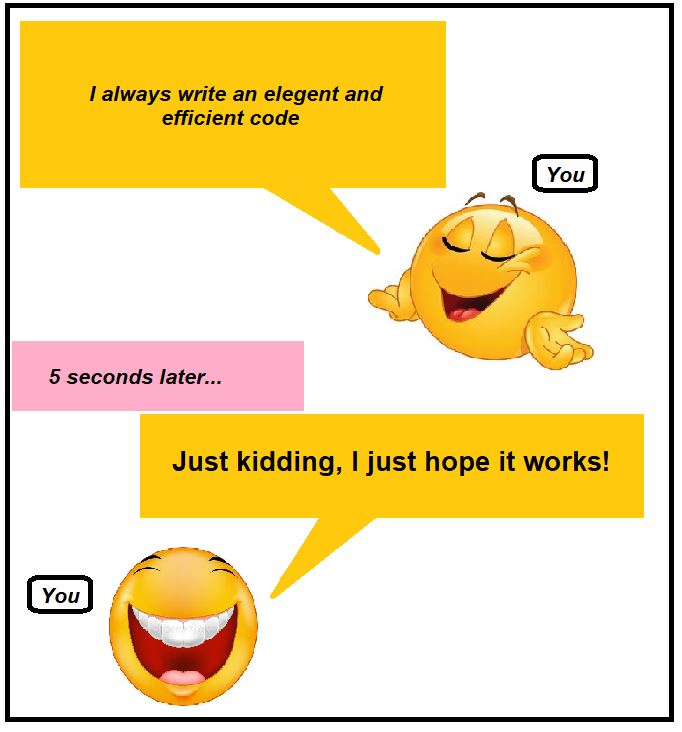 I always write an elegent and
efficient code
You
5 seconds later...
Just kidding, I just hope it works!
You